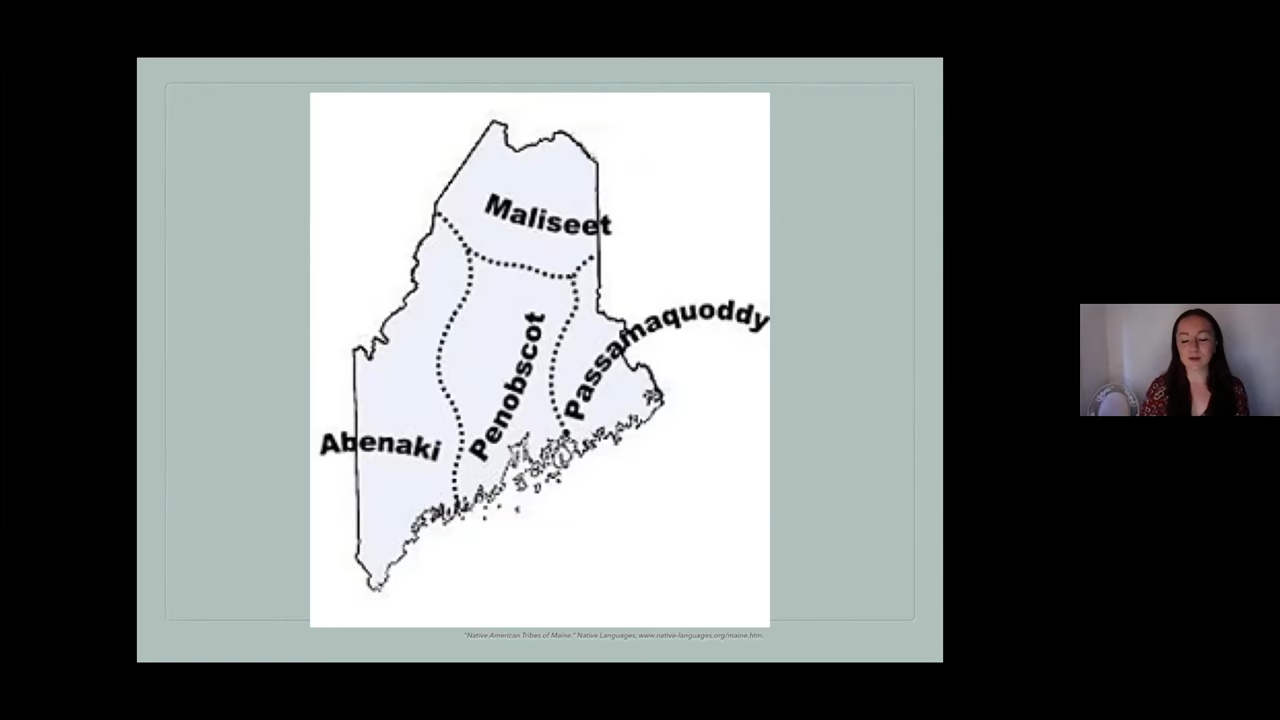 Maliseet
Passamaquoddy
Penobscot
Abenaki
"Native American Tribes of Maine." Native Languages, www.native-languages.org/maine.htm.